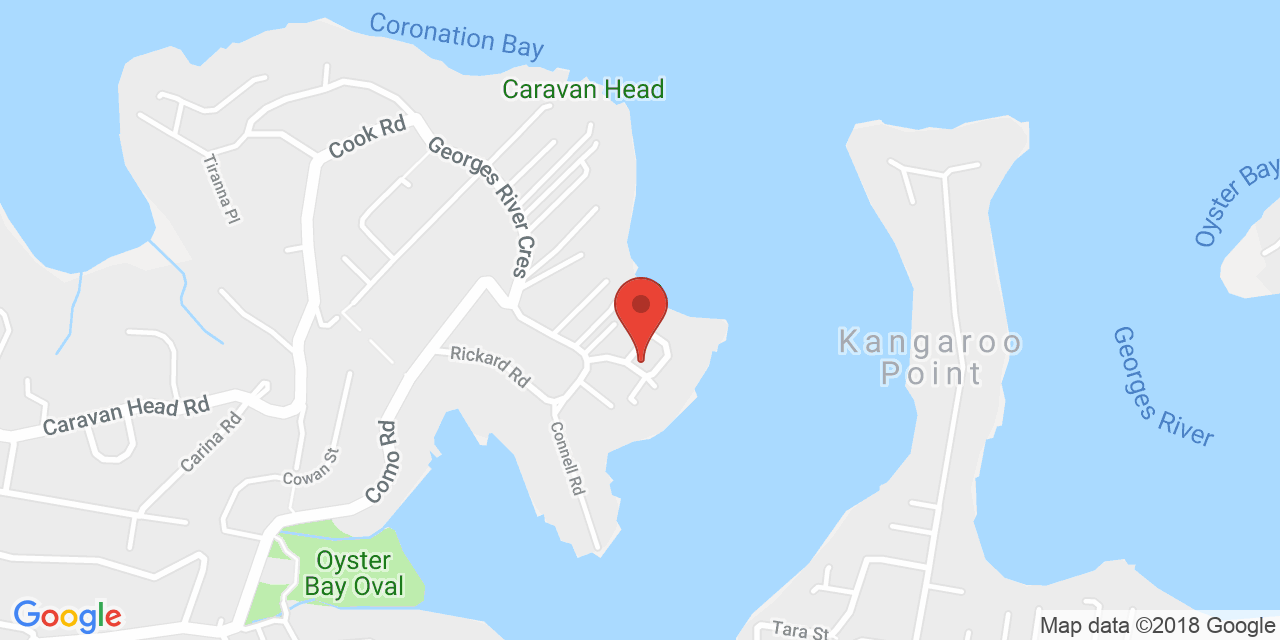 Coronation Bay
Caravan Head
Cook Rd
Georges River Cres
Tiranna Pl
Oyster Bay
Kangaroo
Point
Georges River
Rickard Rd
Caravan Head Rd
Carina Rd
Como Rd
Cowan St
Connell Rd
Oyster
Bay Oval
Tara St
Google
Map data ©2018 Google